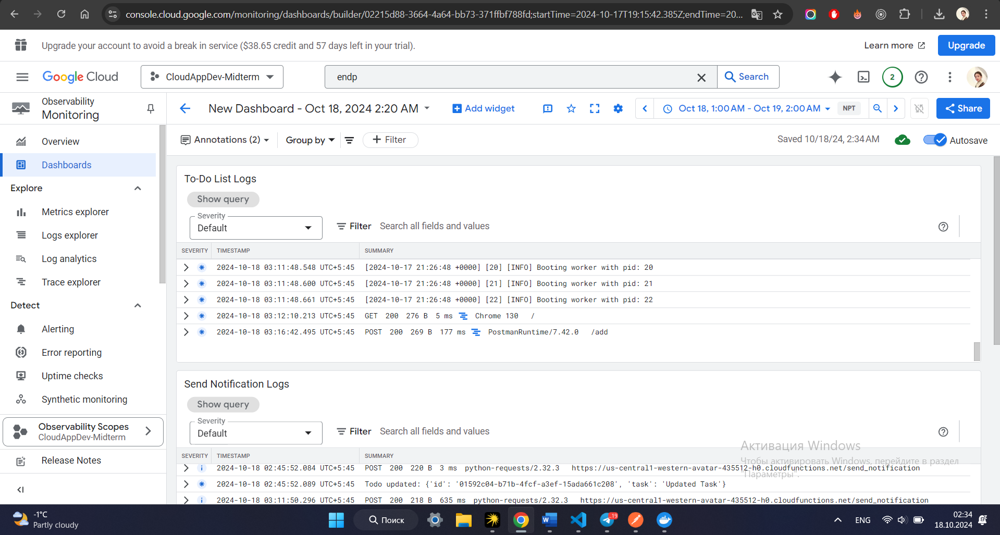 console.cloud.google.com/monitoring/dashboards/builder/02215d88-3664-4a64-bb73-371ffbf788fd;startTime=2024-10-17T19:15:42.385Z;endTime=20...
Upgrade your account to avoid a break in service ($38.65 credit and 57 days left in your trial).
Learn more
Upgrade
Google Cloud
CloudAppDev-Midterm
endp
Search
2
Observability
Monitoring
New Dashboard - Oct 18, 2024 2:20 AM
Add widget
Oct 18, 1:00 AM - Oct 19, 2:00 AM
NPT
Share
Overview
Dashboards
Explore
Metrics explorer
Logs explorer
Log analytics
Trace explorer
Detect
Alerting
Error reporting
Uptime checks
Synthetic monitoring
Observability Scopes
CloudAppDev-Midterm
Release Notes
Annotations (2)
Group by
Filter
Saved 10/18/24, 2:34 AM
Autosave
To-Do List Logs
Show query
Severity
Default
Filter
Search all fields and values
SEVERITY TIMESTAMP SUMMARY
2024-10-18 03:11:48.548 UTC+5:45 [2024-10-17 21:26:48 +0000] [20] [INFO] Booting worker with pid: 20
2024-10-18 03:11:48.600 UTC+5:45 [2024-10-17 21:26:48 +0000] [21] [INFO] Booting worker with pid: 21
2024-10-18 03:11:48.661 UTC+5:45 [2024-10-17 21:26:48 +0000] [22] [INFO] Booting worker with pid: 22
2024-10-18 03:12:10.213 UTC+5:45 GET 200 276 B 5 ms Chrome 130 /
2024-10-18 03:16:42.495 UTC+5:45 POST 200 269 B 177 ms PostmanRuntime/7.42.0 /add
Send Notification Logs
Show query
Severity
Default
Filter
Search all fields and values
SEVERITY TIMESTAMP SUMMARY
2024-10-18 02:45:52.084 UTC+5:45 POST 200 220 B 3 ms python-requests/2.32.3 https://us-central1-western-avatar-435512-h0.cloudfunctions.net/send_notification
2024-10-18 02:45:52.089 UTC+5:45 Todo updated: {'id': '01592c04-b71b-4fcf-a3ef-15ada661c208', 'task': 'Updated Task'}
2024-10-18 03:11:50.296 UTC+5:45 POST 200 218 B 635 ms python-requests/2.32.3 https://us-central1-western-avatar-435512-h0.cloudfunctions.net/send_notification
Активация Windows
Чтобы активировать Windows, перейдите в раздел
"Параметры".
-1°C
Partly cloudy
Поиск
..19
ENG
02:34
18.10.2024